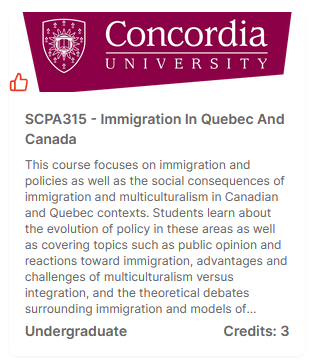 Concordia
UNIVERSITY
SCPA315 - Immigration In Quebec And
Canada
This course focuses on immigration and
policies as well as the social consequences of
immigration and multiculturalism in Canadian
and Quebec contexts. Students learn about
the evolution of policy in these areas as well
as covering topics such as public opinion and
reactions toward immigration, advantages and
challenges of multiculturalism versus
integration, and the theoretical debates
surrounding immigration and models of...
Undergraduate Credits: 3